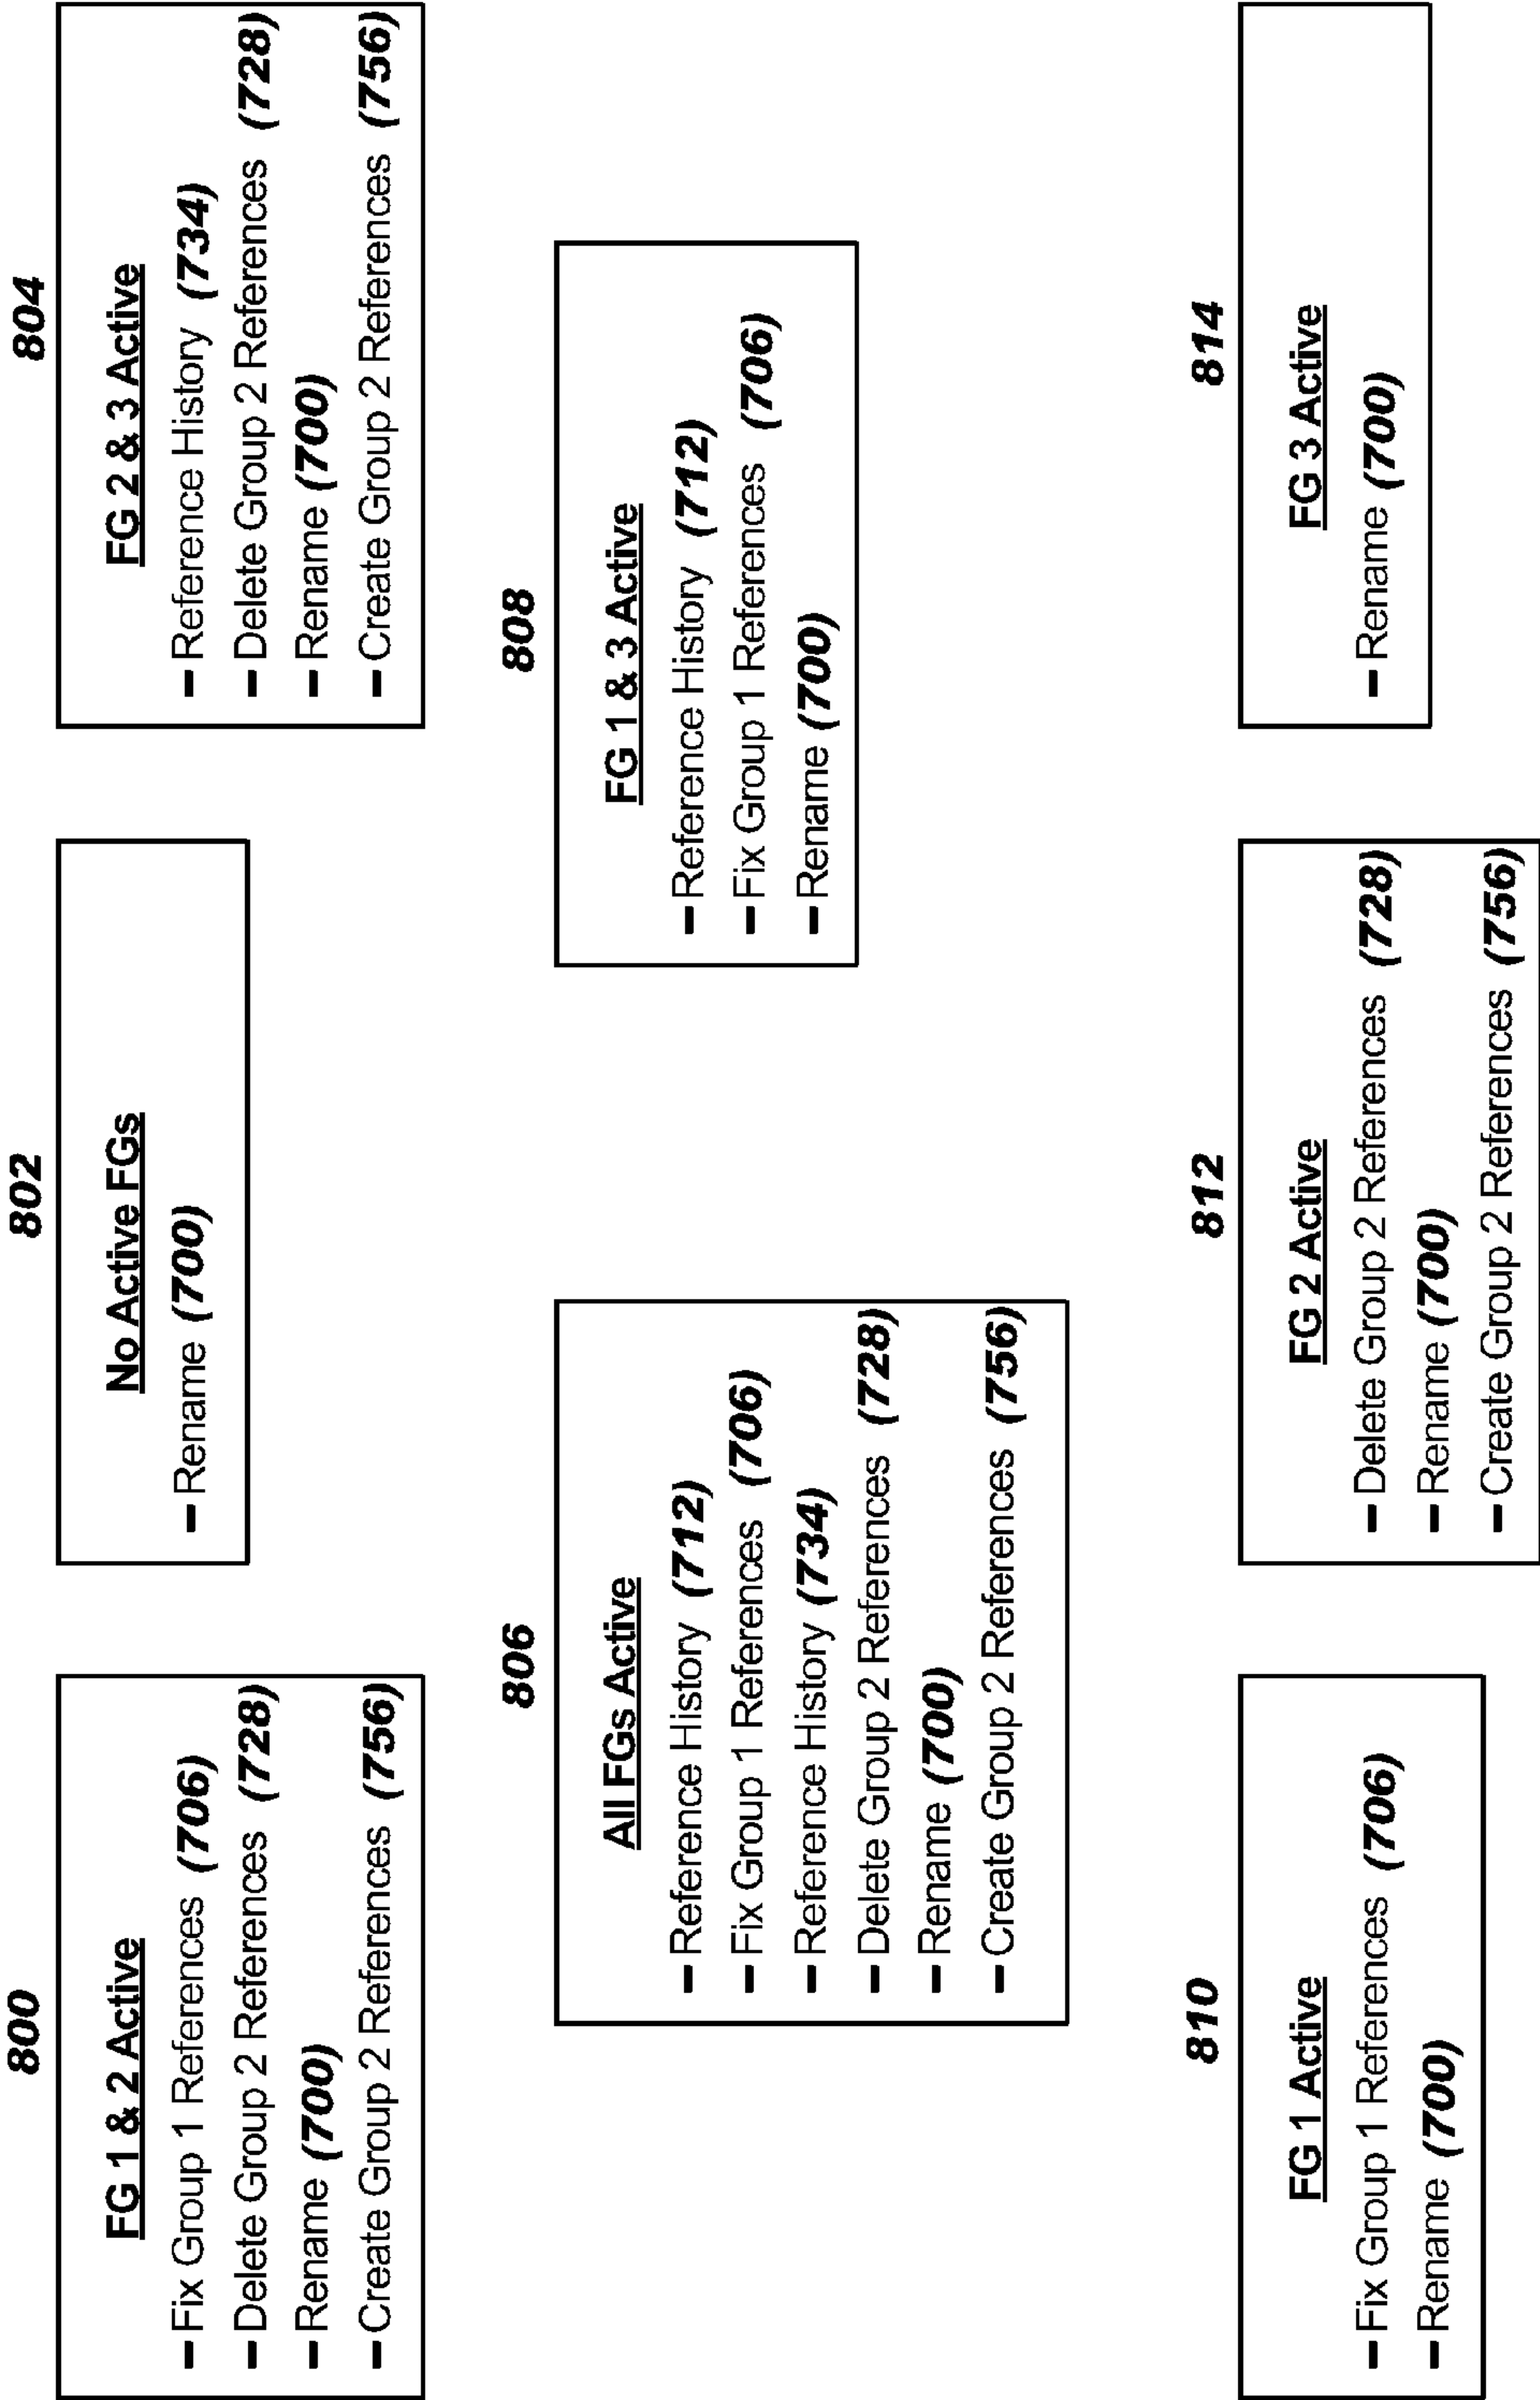 800
FG 1 & 2 Active
– Fix Group 1 References (706)
– Delete Group 2 References (728)
– Rename (700)
– Create Group 2 References (756)
802
No Active FGs
– Rename (700)
804
FG 2 & 3 Active
– Reference History (734)
– Delete Group 2 References (728)
– Rename (700)
– Create Group 2 References (756)
806
All FGs Active
– Reference History (712)
– Fix Group 1 References (706)
– Reference History (734)
– Delete Group 2 References (728)
– Rename (700)
– Create Group 2 References (756)
808
FG 1 & 3 Active
– Reference History (712)
– Fix Group 1 References (706)
– Rename (700)
810
FG 1 Active
– Fix Group 1 References (706)
– Rename (700)
812
FG 2 Active
– Delete Group 2 References (728)
– Rename (700)
– Create Group 2 References (756)
814
FG 3 Active
– Rename (700)